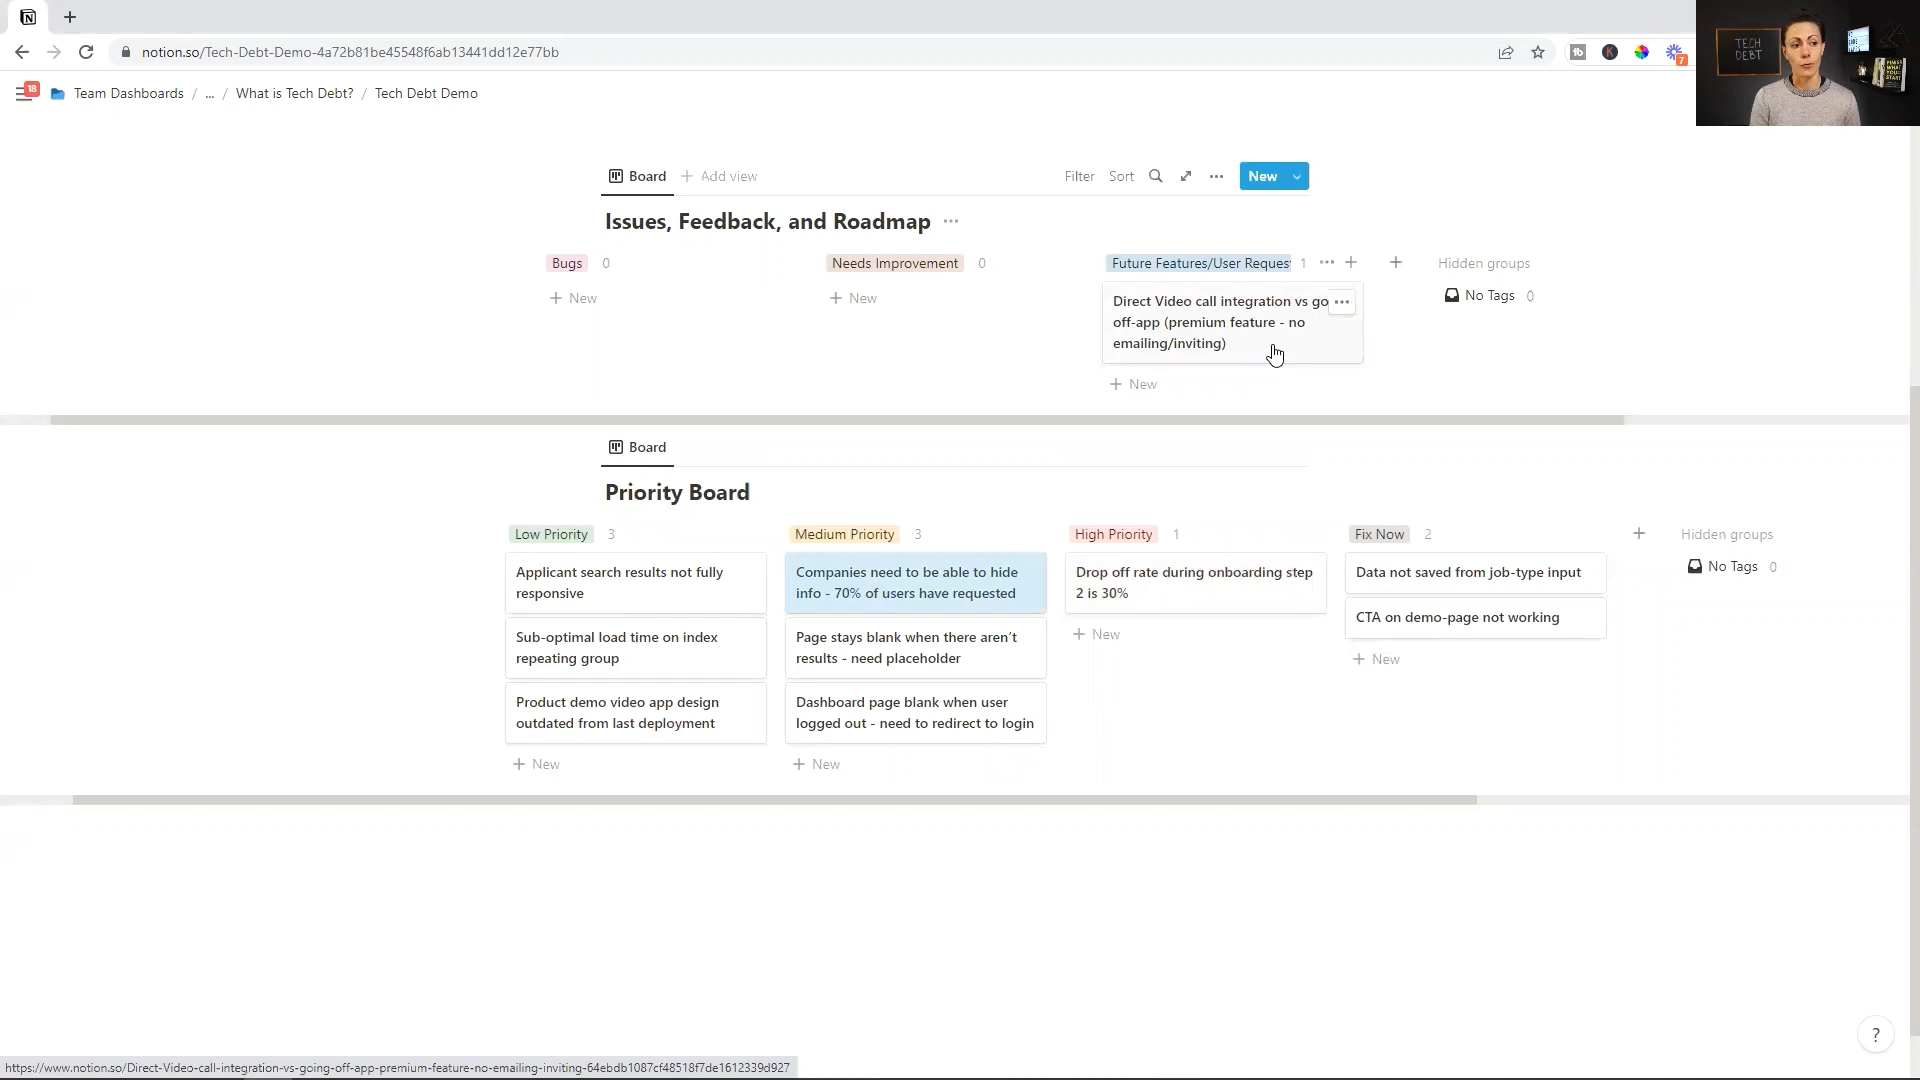 notion.so/Tech-Debt-Demo-4a72b81be45548f6ab13441dd12e77bb
7
18
Team Dashboards / ... / What is Tech Debt? / Tech Debt Demo
TECH
DEBT
FINISH
WHAT
YOU
START
Board
Add view
Filter
Sort
New
Issues, Feedback, and Roadmap
Bugs 0
New
Needs Improvement 0
New
Future Features/User Reques 1
Direct Video call integration vs go
off-app (premium feature - no
emailing/inviting)
New
Hidden groups
No Tags 0
Board
Priority Board
Low Priority 3
Applicant search results not fully
responsive
Sub-optimal load time on index
repeating group
Product demo video app design
outdated from last deployment
New
Medium Priority 3
Companies need to be able to hide
info - 70% of users have requested
Page stays blank when there aren't
results - need placeholder
Dashboard page blank when user
logged out - need to redirect to login
New
High Priority 1
Drop off rate during onboarding step
2 is 30%
New
Fix Now 2
Data not saved from job-type input
CTA on demo-page not working
New
Hidden groups
No Tags 0
?
https://www.notion.so/Direct-Video-call-integration-vs-going-off-app-premium-feature-no-emailing-inviting-64ebdb1087cf48518f7de1612339d927